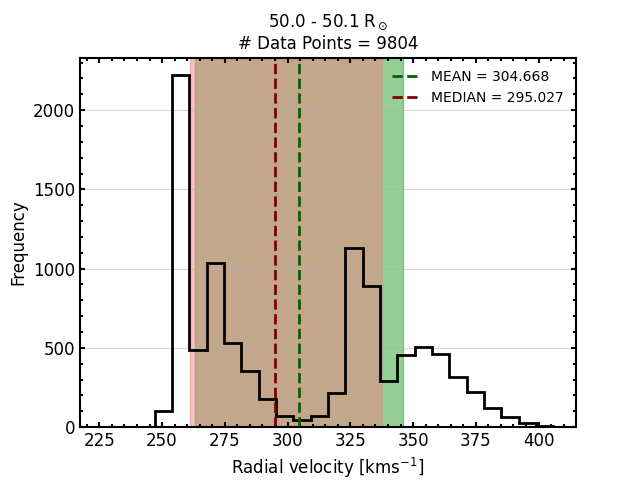 50.0 - 50.1 R⊙
# Data Points = 9804
MEAN = 304.668
MEDIAN = 295.027
Frequency
2000
1500
1000
500
0
225 250 275 300 325 350 375 400
Radial velocity [kms⁻¹]